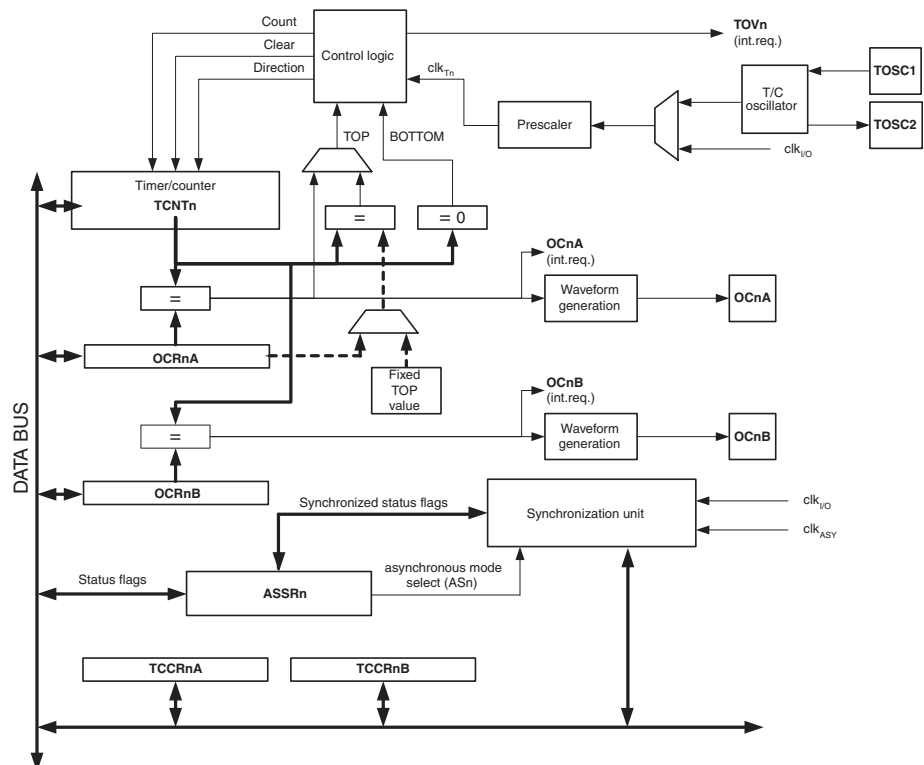 Count
Clear
Direction
Control logic
TOVn
(int.req.)
clkTn
TOSC1
T/C
oscillator
TOSC2
Prescaler
clkI/O
TOP
BOTTOM
Timer/counter
TCNTn
=
= 0
OCnA
(int.req.)
=
Waveform
generation
OCnA
OCRnA
Fixed
TOP
value
OCnB
(int.req.)
=
Waveform
generation
OCnB
DATA BUS
OCRnB
Synchronized status flags
Synchronization unit
clkI/O
clkASY
Status flags
ASSRn
asynchronous mode
select (ASn)
TCCRnA
TCCRnB